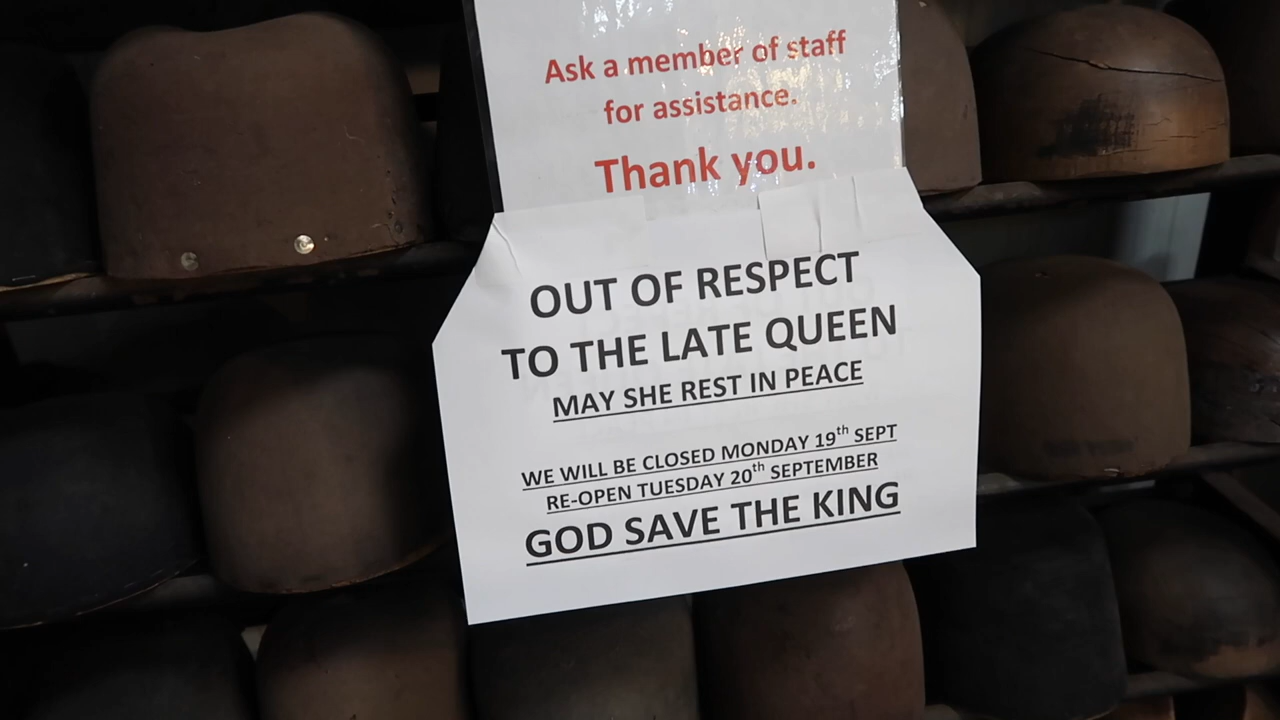 Ask a member of staff
for assistance.
Thank you.
OUT OF RESPECT
TO THE LATE QUEEN
MAY SHE REST IN PEACE
WE WILL BE CLOSED MONDAY 19th SEPT
RE-OPEN TUESDAY 20th SEPTEMBER
GOD SAVE THE KING